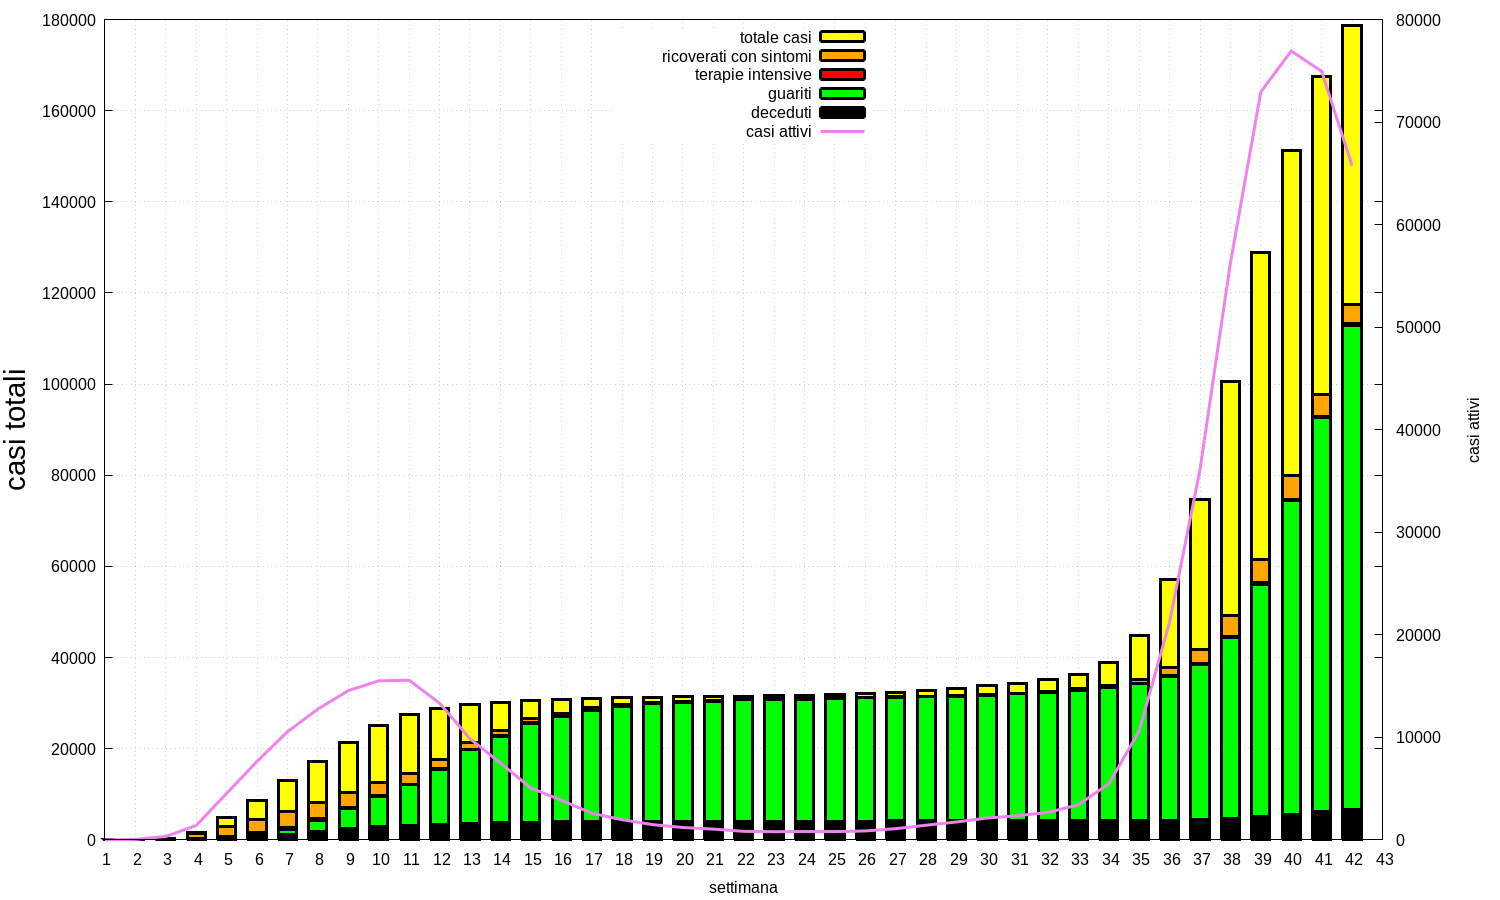 totale casi
ricoverati con sintomi
terapie intensive
guariti
deceduti
casi attivi
180000
160000
140000
120000
100000
80000
60000
40000
20000
0
casi totali
80000
70000
60000
50000
40000
30000
20000
10000
0
casi attivi
1 2 3 4 5 6 7 8 9 10 11 12 13 14 15 16 17 18 19 20 21 22 23 24 25 26 27 28 29 30 31 32 33 34 35 36 37 38 39 40 41 42 43
settimana